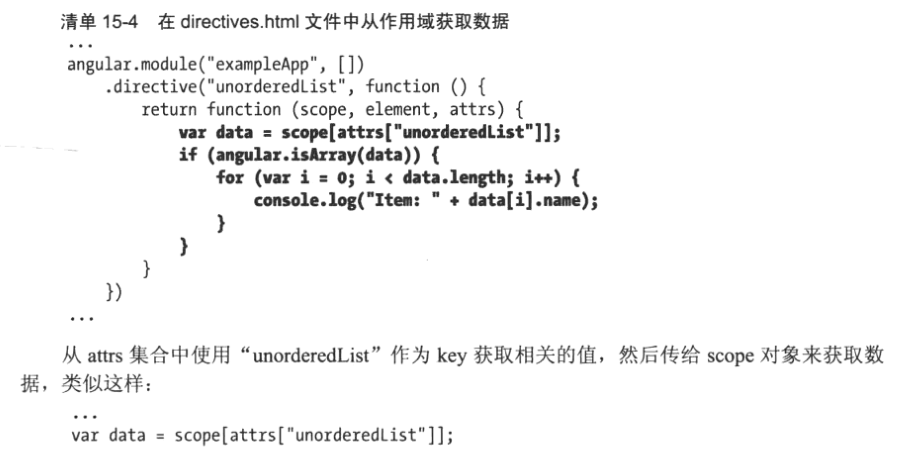 清单 15-4 在 directives.html 文件中从作用域获取数据
...
angular.module("exampleApp", [])
    .directive("unorderedList", function () {
        return function (scope, element, attrs) {
            var data = scope[attrs["unorderedList"]];
            if (angular.isArray(data)) {
                for (var i = 0; i < data.length; i++) {
                    console.log("Item: " + data[i].name);
                }
            }
        }
    })
...
从 attrs 集合中使用“unorderedList”作为 key 获取相关的值，然后传给 scope 对象来获取数
据，类似这样：
...
var data = scope[attrs["unorderedList"]];